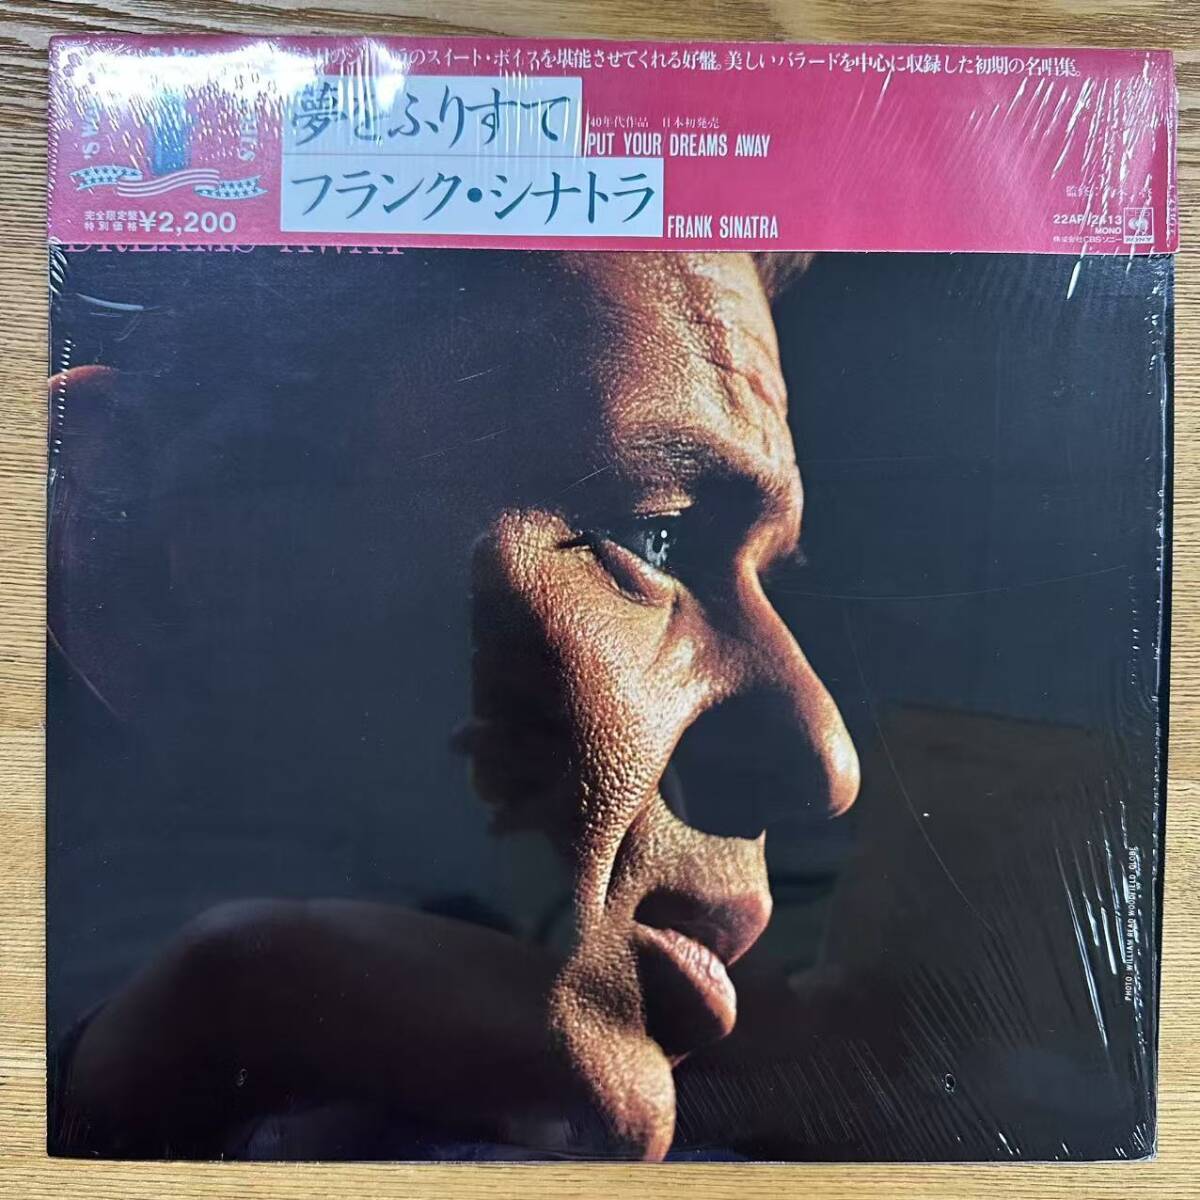 のスイート・ボイスを堪能させてくれる好盤。美しいバラードを中心に収録した初期の名唱集。
夢をふりすて
'40年代作品 日本初発売
PUT YOUR DREAMS AWAY
フランク・シナトラ
FRANK SINATRA
完全限定盤
特別価格 ¥2,200
22AP 2413
MONO
SONY
株式会社CBSソニー
DREAMS AWAY
PHOTO: WILLIAM READ WOODFIELD GLOBE